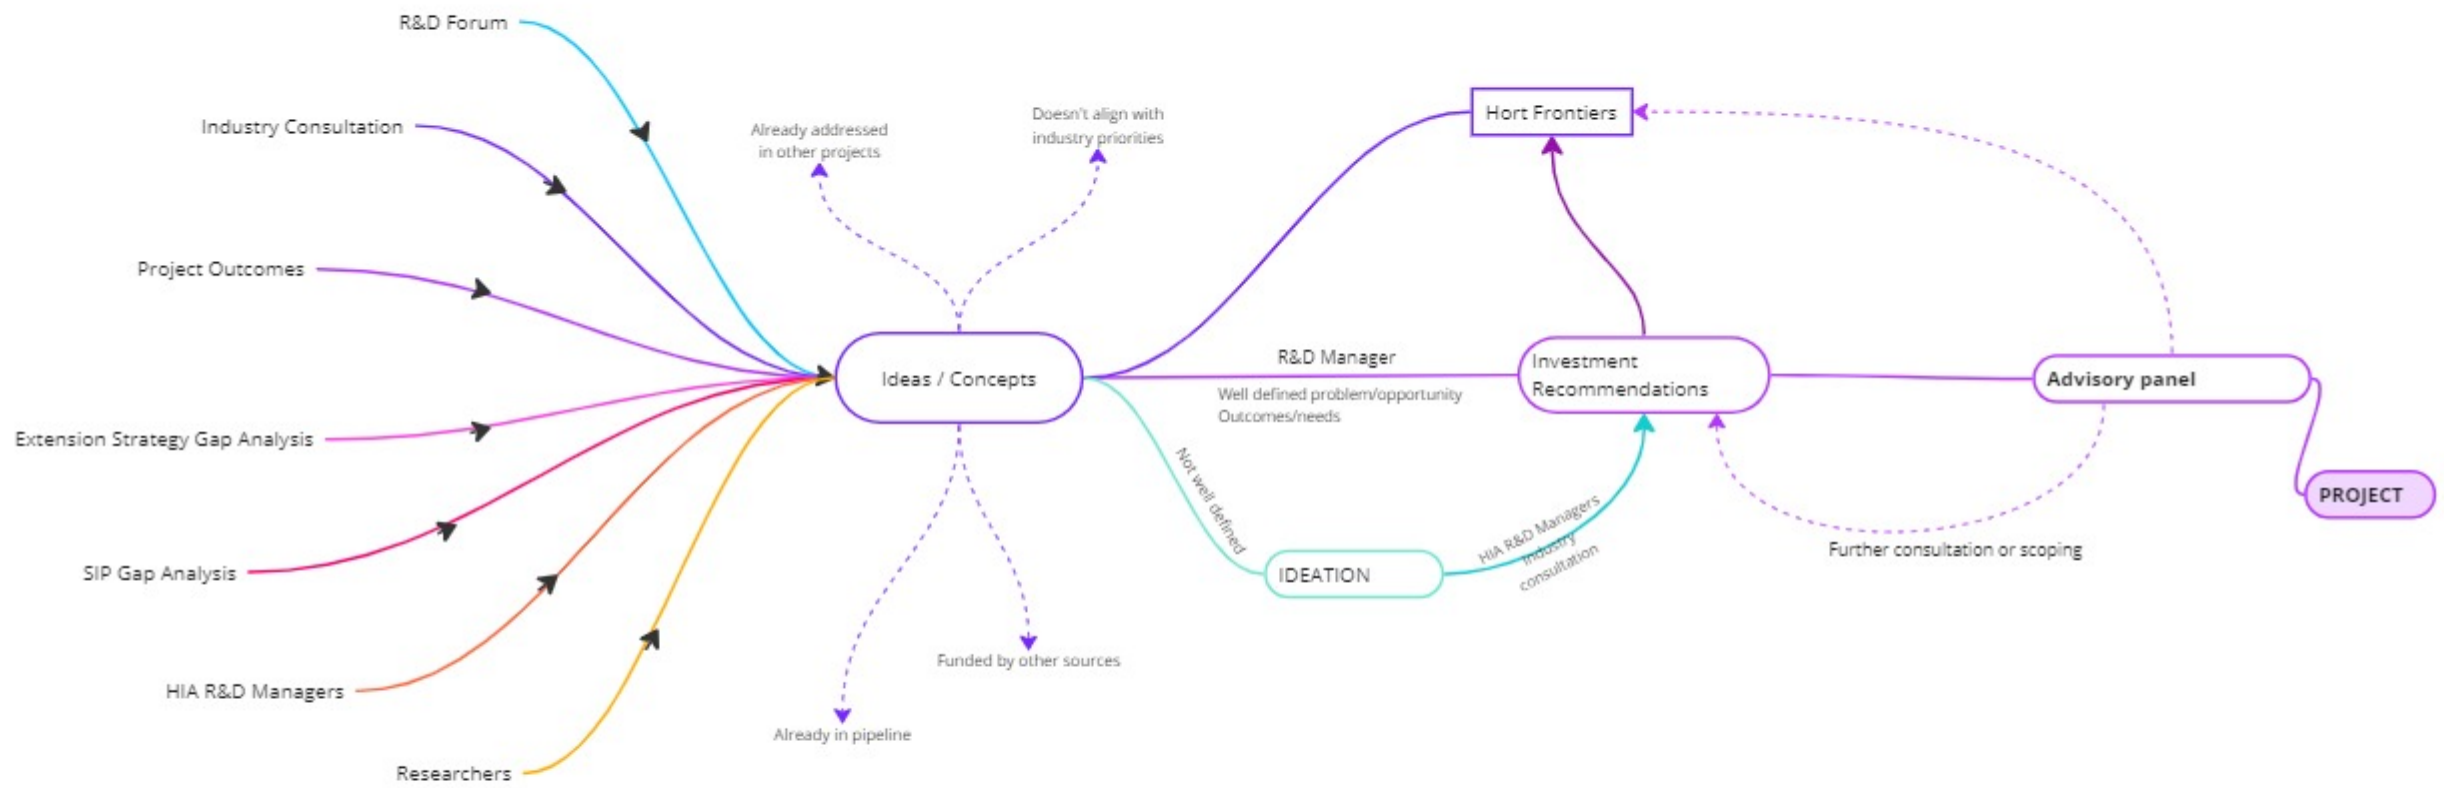 R&D Forum
Industry Consultation
Project Outcomes
Extension Strategy Gap Analysis
SIP Gap Analysis
HIA R&D Managers
Researchers
Already addressed
in other projects
Doesn't align with
industry priorities
Ideas / Concepts
Funded by other sources
Already in pipeline
Hort Frontiers
R&D Manager
Well defined problem/opportunity
Outcomes/needs
Not well defined
IDEATION
HIA R&D Managers
Industry
consultation
Investment
Recommendations
Advisory panel
Further consultation or scoping
PROJECT